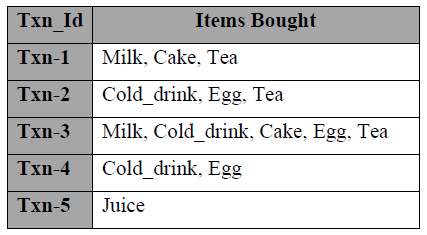 Txn_Id Items Bought
Txn-1 Milk, Cake, Tea
Txn-2 Cold_drink, Egg, Tea
Txn-3 Milk, Cold_drink, Cake, Egg, Tea
Txn-4 Cold_drink, Egg
Txn-5 Juice